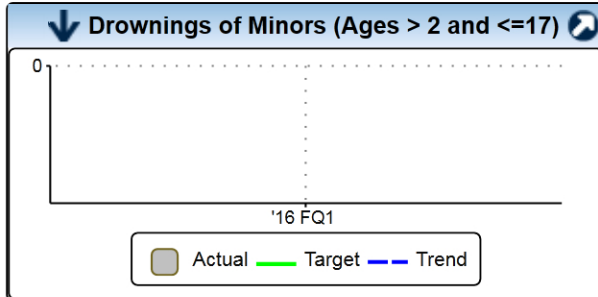 Drownings of Minors (Ages > 2 and <=17)
0
'16 FQ1
Actual Target Trend